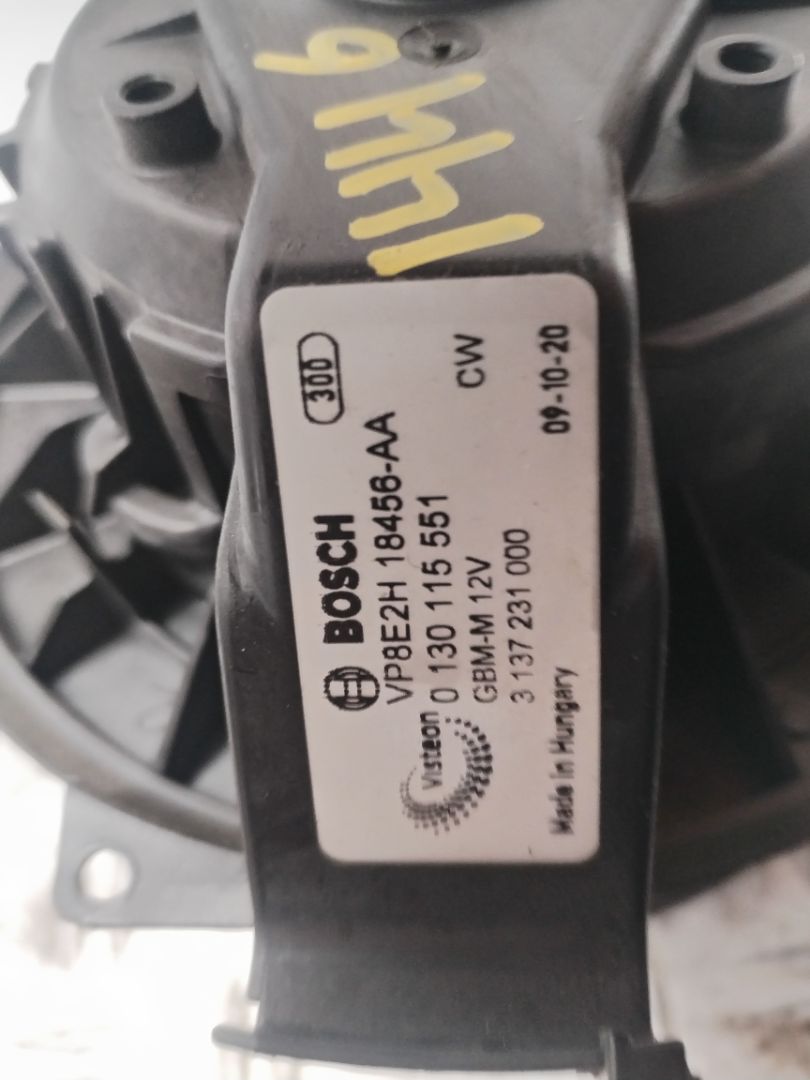 1446
300
BOSCH
VP8E2H 18456-AA
Visteon
0 130 115 551
GBM-M 12V
CW
3 137 231 000
Made in Hungary
09-10-20